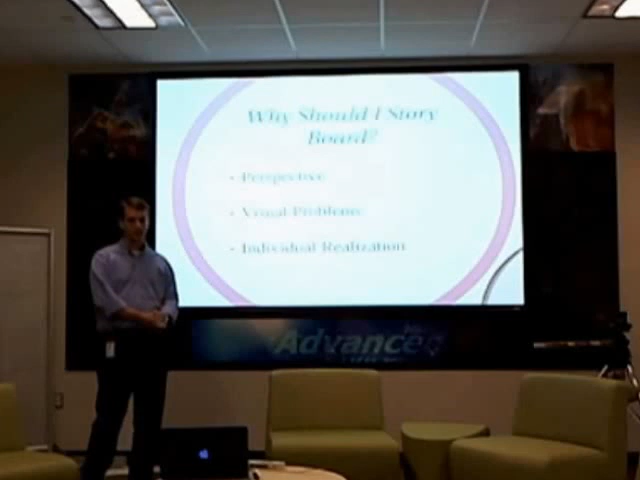 Why Should I Story
Board?
• Perspective
• Visual Problems
• Individual Realization
Advance